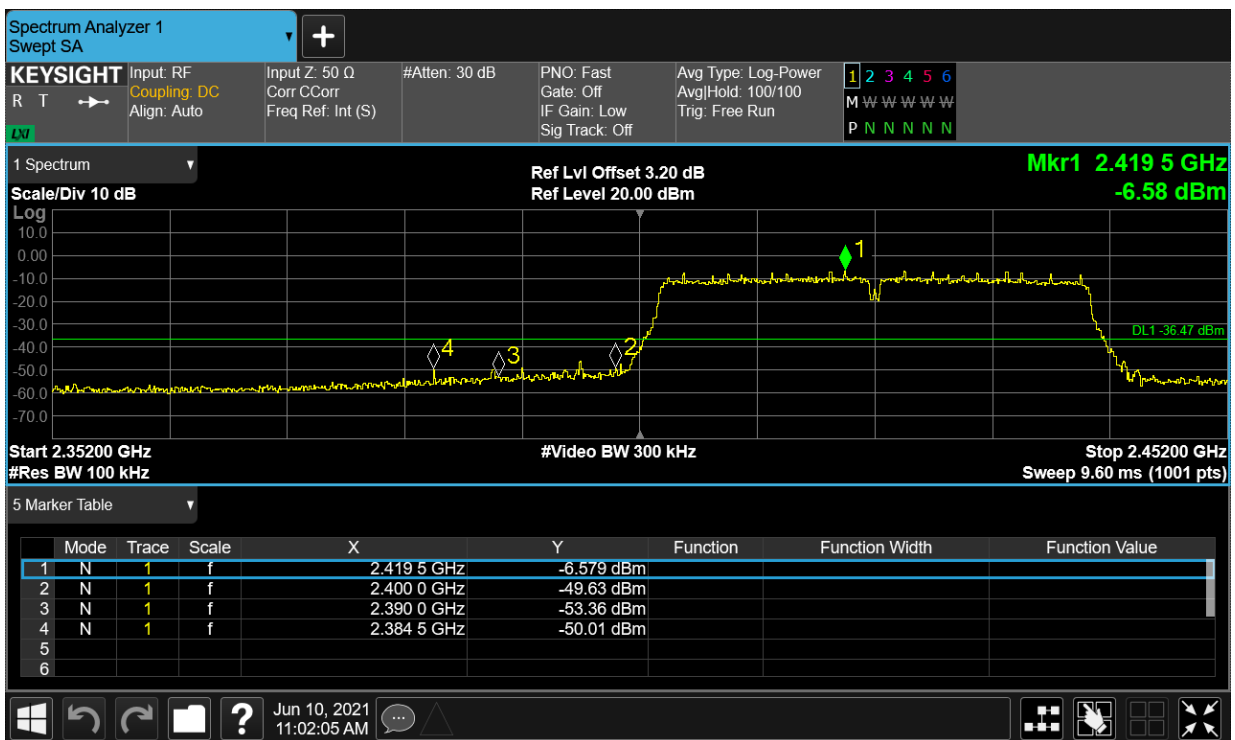 Spectrum Analyzer 1
Swept SA
KEYSIGHT
R T
LXI
Input: RF
Coupling: DC
Align: Auto
Input Z: 50 Ω
Corr CCorr
Freq Ref: Int (S)
#Atten: 30 dB
PNO: Fast
Gate: Off
IF Gain: Low
Sig Track: Off
Avg Type: Log-Power
Avg|Hold: 100/100
Trig: Free Run
1 2 3 4 5 6
M W W W W W
P N N N N N
1 Spectrum
Scale/Div 10 dB
Ref Lvl Offset 3.20 dB
Ref Level 20.00 dBm
Mkr1 2.419 5 GHz
-6.58 dBm
Log
10.0
0.00
-10.0
-20.0
-30.0
-40.0
-50.0
-60.0
-70.0
1
DL1 -36.47 dBm
4
3
2
Start 2.35200 GHz
#Video BW 300 kHz
Stop 2.45200 GHz
#Res BW 100 kHz
Sweep 9.60 ms (1001 pts)
5 Marker Table
Mode Trace Scale X Y Function Function Width Function Value
1 N 1 f 2.419 5 GHz -6.579 dBm
2 N 1 f 2.400 0 GHz -49.63 dBm
3 N 1 f 2.390 0 GHz -53.36 dBm
4 N 1 f 2.384 5 GHz -50.01 dBm
5
6
?
Jun 10, 2021
11:02:05 AM